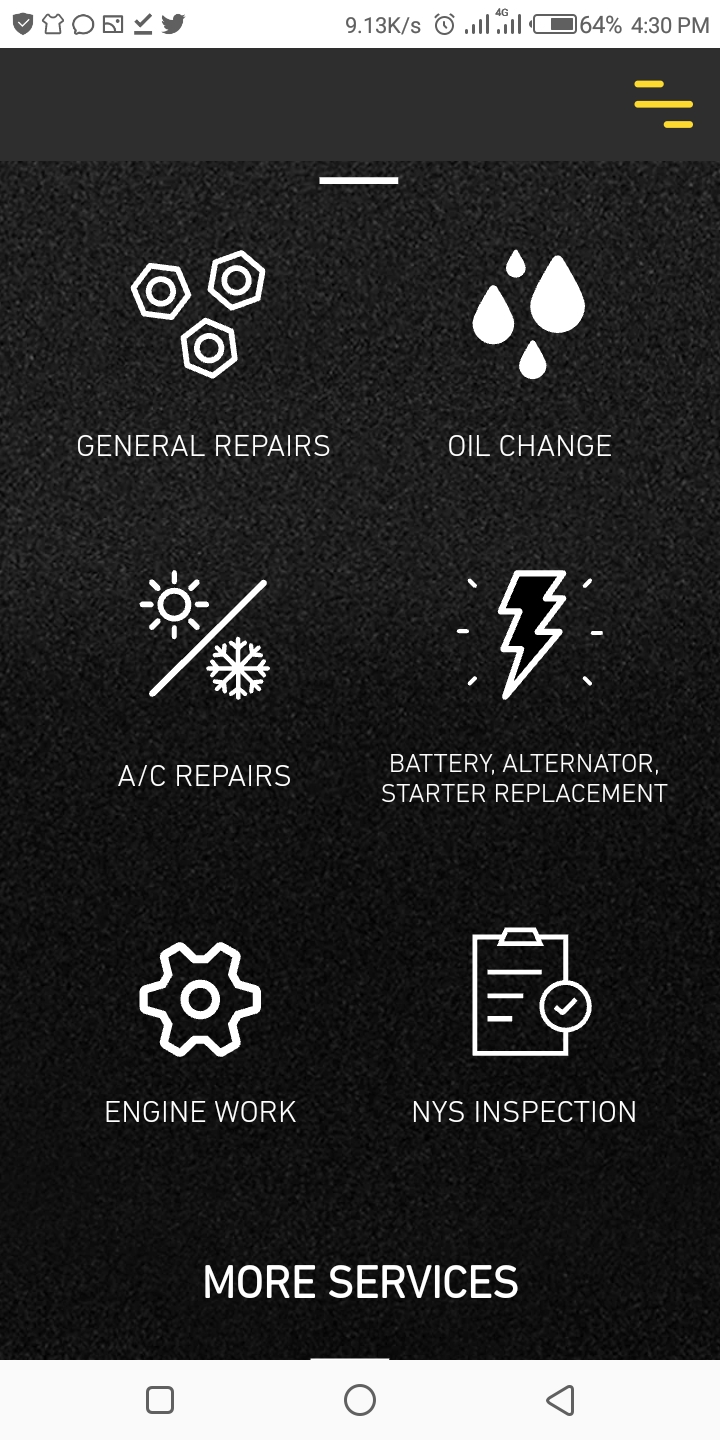 9.13K/s 4G 64% 4:30 PM
GENERAL REPAIRS
OIL CHANGE
A/C REPAIRS
BATTERY, ALTERNATOR,
STARTER REPLACEMENT
ENGINE WORK
NYS INSPECTION
MORE SERVICES